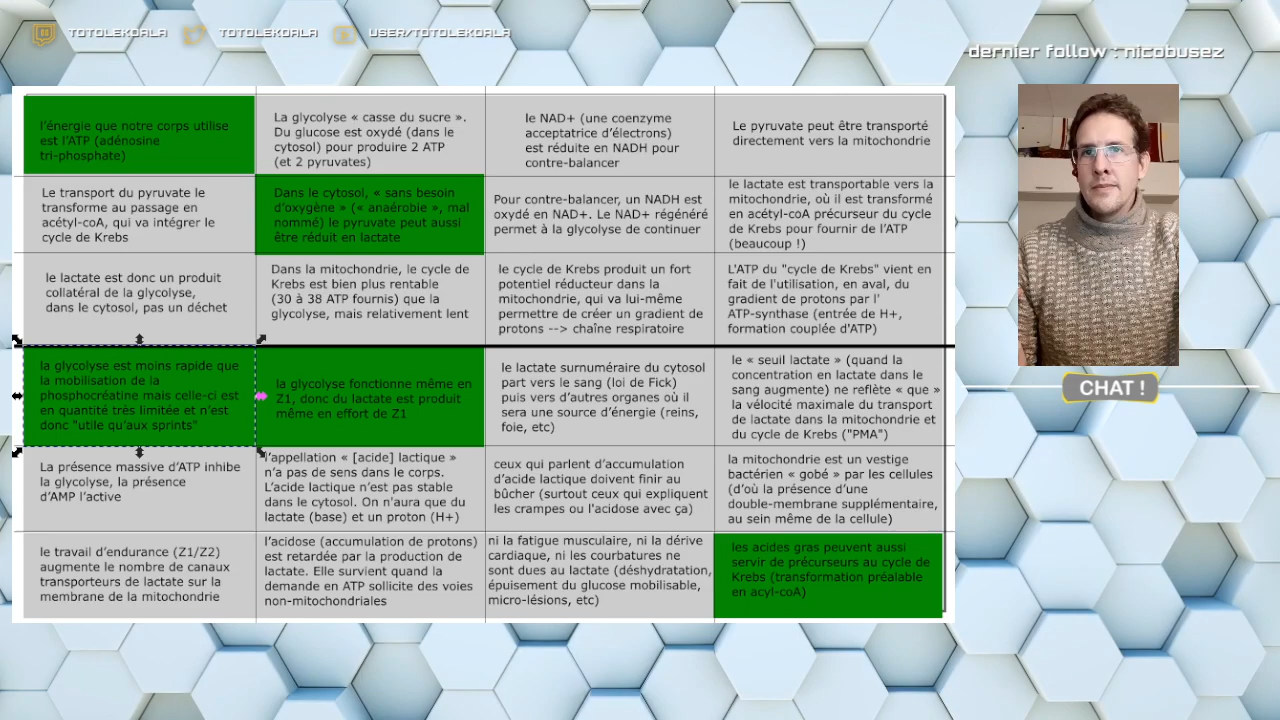 TOTOLEKOALA TOTOLEKOALA USER/TOTOLEKOALA
dernier follow : nicobusez
l'énergie que notre corps utilise
est l'ATP (adénosine
tri-phosphate)
La glycolyse « casse du sucre ».
Du glucose est oxydé (dans le
cytosol) pour produire 2 ATP
(et 2 pyruvates)
le NAD+ (une coenzyme
acceptatrice d'électrons)
est réduite en NADH pour
contre-balancer
Le pyruvate peut être transporté
directement vers la mitochondrie
Le transport du pyruvate le
transforme au passage en
acétyl-coA, qui va intégrer le
cycle de Krebs
Dans le cytosol, « sans besoin
d'oxygène » (« anaérobie », mal
nommé) le pyruvate peut aussi
être réduit en lactate
Pour contre-balancer, un NADH est
oxydé en NAD+. Le NAD+ régénéré
permet à la glycolyse de continuer
le lactate est transportable vers la
mitochondrie, où il est transformé
en acétyl-coA précurseur du cycle
de Krebs pour fournir de l'ATP
(beaucoup !)
le lactate est donc un produit
collatéral de la glycolyse,
dans le cytosol, pas un déchet
Dans la mitochondrie, le cycle de
Krebs est bien plus rentable
(30 à 38 ATP fournis) que la
glycolyse, mais relativement lent
le cycle de Krebs produit un fort
potentiel réducteur dans la
mitochondrie, qui va lui-même
permettre de créer un gradient de
protons --> chaîne respiratoire
L'ATP du "cycle de Krebs" vient en
fait de l'utilisation, en aval, du
gradient de protons par l'
ATP-synthase (entrée de H+,
formation couplée d'ATP)
la glycolyse est moins rapide que
la mobilisation de la
phosphocréatine mais celle-ci est
en quantité très limitée et n'est
donc "utile qu'aux sprints"
la glycolyse fonctionne même en
Z1, donc du lactate est produit
même en effort de Z1
le lactate surnuméraire du cytosol
part vers le sang (loi de Fick)
puis vers d'autres organes où il
sera une source d'énergie (reins,
foie, etc)
le « seuil lactate » (quand la
concentration en lactate dans le
sang augmente) ne reflète « que »
la vélocité maximale du transport
de lactate dans la mitochondrie et
du cycle de Krebs ("PMA")
La présence massive d'ATP inhibe
la glycolyse, la présence
d'AMP l'active
l'appellation « [acide] lactique »
n'a pas de sens dans le corps.
L'acide lactique n'est pas stable
dans le cytosol. On n'aura que du
lactate (base) et un proton (H+)
ceux qui parlent d'accumulation
d'acide lactique doivent finir au
bûcher (surtout ceux qui expliquent
les crampes ou l'acidose avec ça)
la mitochondrie est un vestige
bactérien « gobé » par les cellules
(d'où la présence d'une
double-membrane supplémentaire,
au sein même de la cellule)
le travail d'endurance (Z1/Z2)
augmente le nombre de canaux
transporteurs de lactate sur la
membrane de la mitochondrie
l'acidose (accumulation de protons)
est retardée par la production de
lactate. Elle survient quand la
demande en ATP sollicite des voies
non-mitochondriales
ni la fatigue musculaire, ni la dérive
cardiaque, ni les courbatures ne
sont dues au lactate (déshydratation,
épuisement du glucose mobilisable,
micro-lésions, etc)
les acides gras peuvent aussi
servir de précurseurs au cycle de
Krebs (transformation préalable
en acyl-coA)
CHAT !